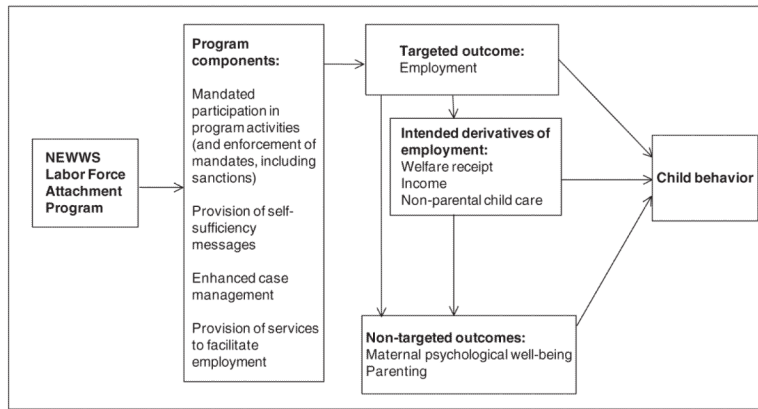 NEWWS
Labor Force
Attachment
Program
Program
components:
Mandated
participation in
program activities
(and enforcement of
mandates, including
sanctions)
Provision of self-
sufficiency
messages
Enhanced case
management
Provision of services
to facilitate
employment
Targeted outcome:
Employment
Intended derivatives of
employment:
Welfare receipt
Income
Non-parental child care
Non-targeted outcomes:
Maternal psychological well-being
Parenting
Child behavior